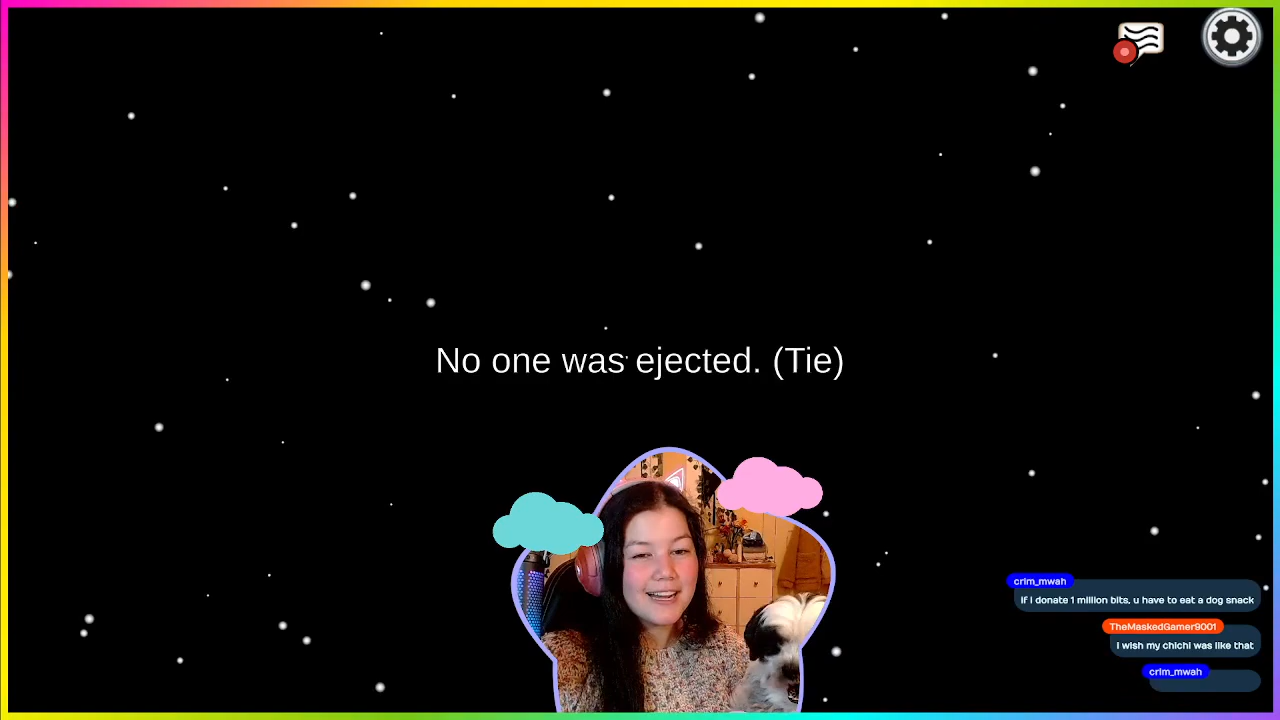 No one was ejected. (Tie)
crim_mwah
if i donate 1 million bits, u have to eat a dog snack
TheMaskedGamer9001
i wish my chichi was like that
crim_mwah